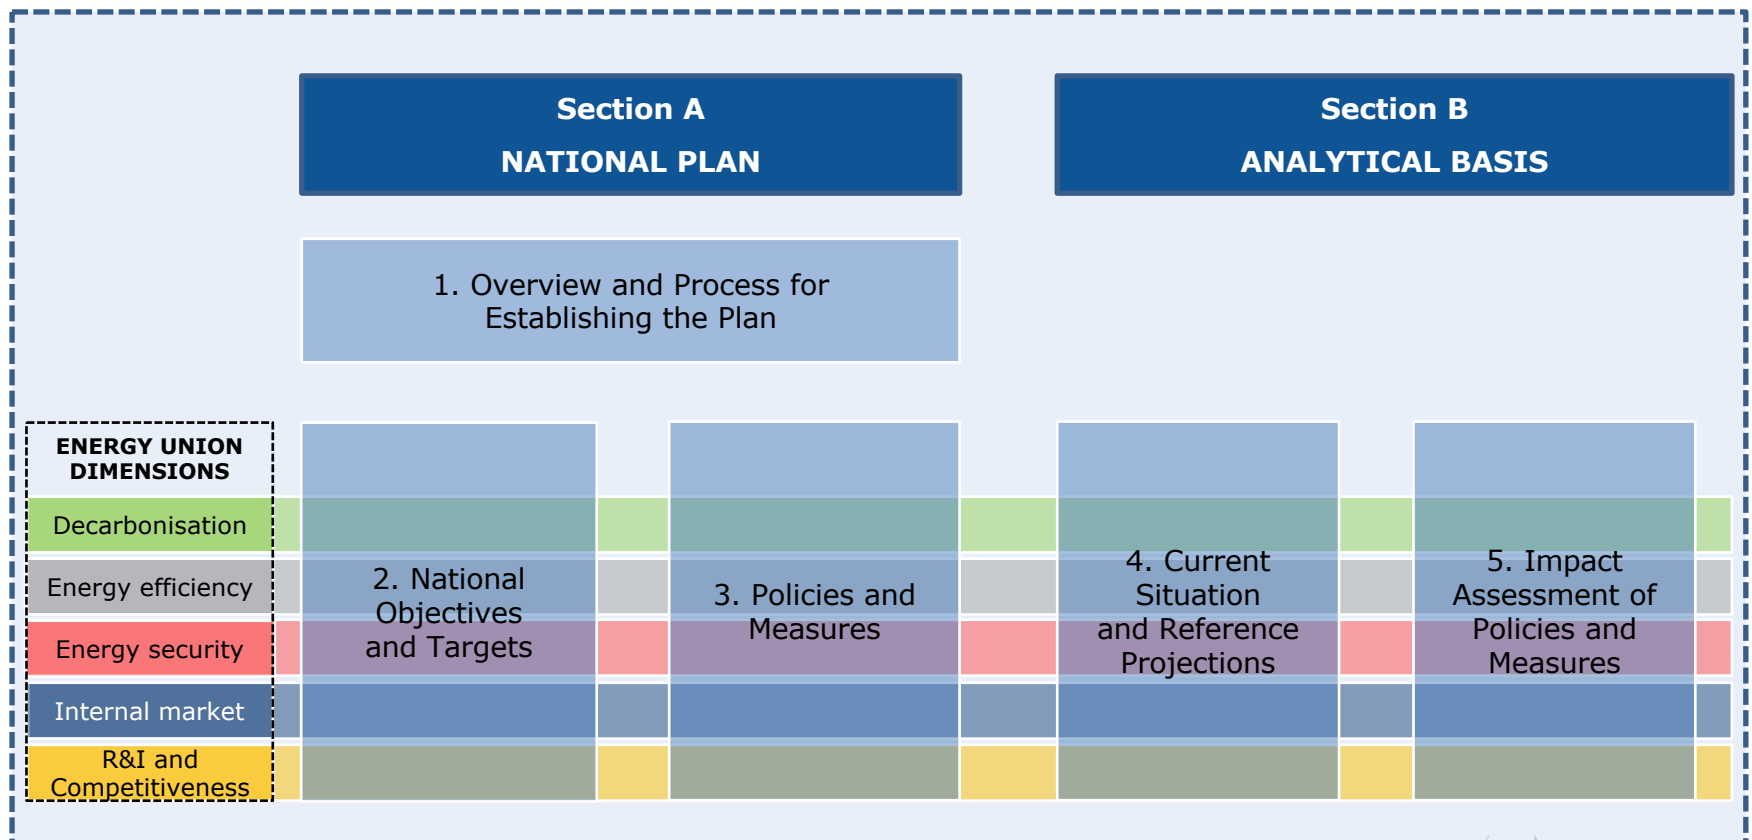 Section A
NATIONAL PLAN
Section B
ANALYTICAL BASIS
1. Overview and Process for
Establishing the Plan
ENERGY UNION
DIMENSIONS
Decarbonisation
Energy efficiency
Energy security
Internal market
R&I and
Competitiveness
2. National
Objectives
and Targets
3. Policies and
Measures
4. Current
Situation
and Reference
Projections
5. Impact
Assessment of
Policies and
Measures